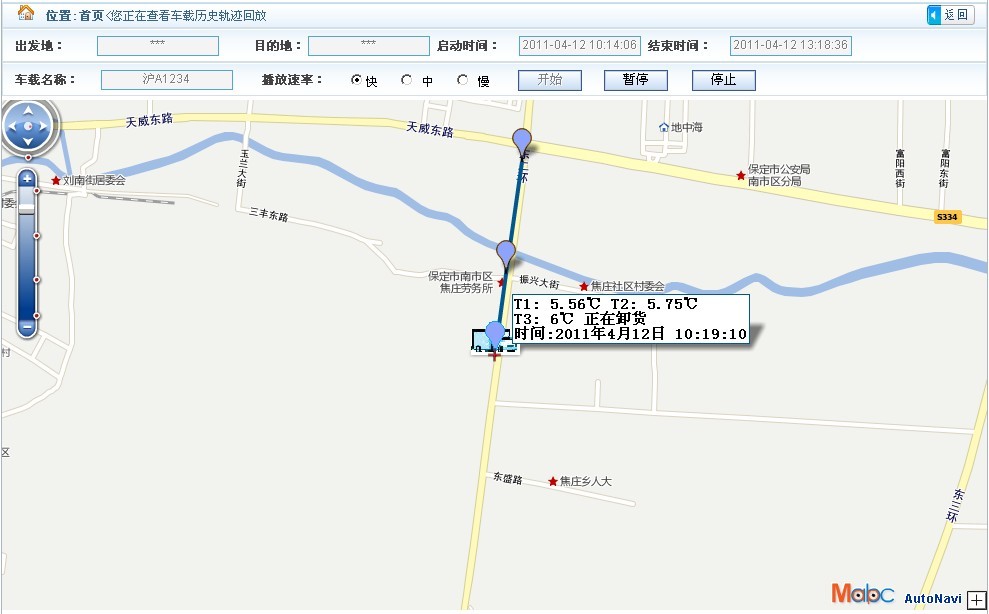 位置：首页<您正在查看车载历史轨迹回放
返回
出发地： *** 目的地： *** 启动时间： 2011-04-12 10:14:06 结束时间： 2011-04-12 13:18:36
车载名称： 沪A1234 播放速率： 快 中 慢 开始 暂停 停止
天威东路
天威东路
地中海
东二环
玉兰大街
富阳西街
富阳东街
保定市公安局
南市区分局
刘南街居委会
村委
三丰东路
S334
保定市南市区
焦庄劳务所
振兴大街
焦庄社区村委会
T1: 5.56℃ T2: 5.75℃
T3: 6℃ 正在卸货
时间:2011年4月12日 10:19:10
村
区
东盛路
焦庄乡人大
东三环
Mabc AutoNavi